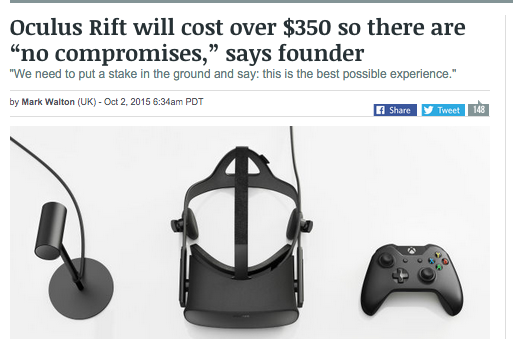 Oculus Rift will cost over $350 so there are
“no compromises,” says founder
"We need to put a stake in the ground and say: this is the best possible experience."
by Mark Walton (UK) - Oct 2, 2015 6:34am PDT
Share Tweet 148